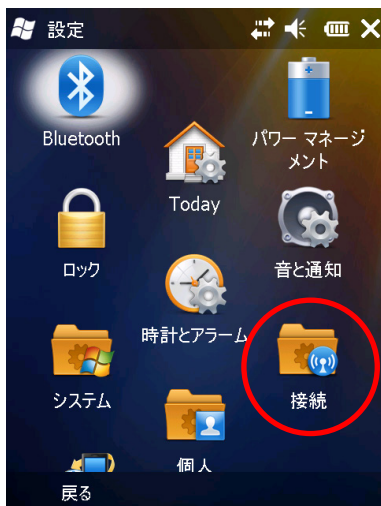 設定
Bluetooth
パワー マネージ
メント
Today
ロック
音と通知
時計とアラーム
システム
接続
個人
戻る